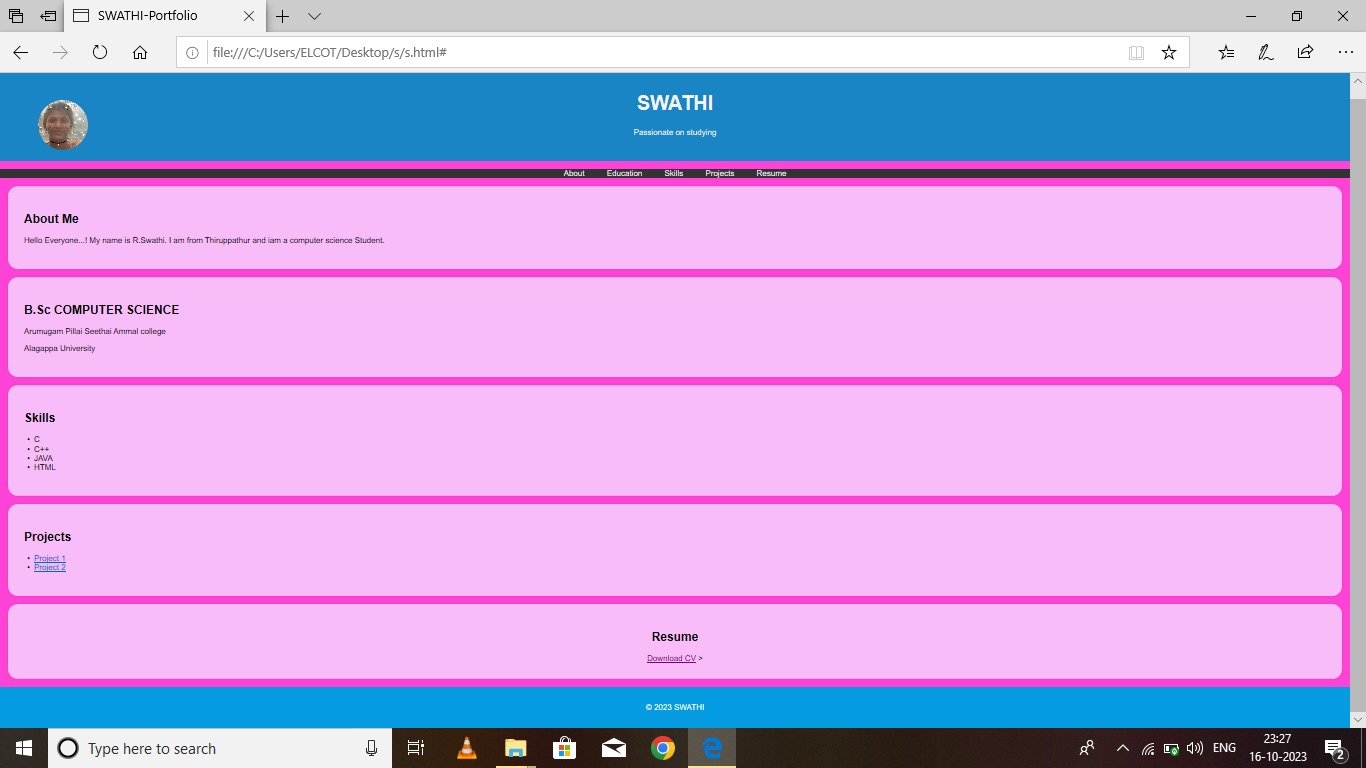 SWATHI-Portfolio
file:///C:/Users/ELCOT/Desktop/s/s.html#
SWATHI
Passionate on studying
About Education Skills Projects Resume
About Me
Hello Everyone...! My name is R.Swathi. I am from Thiruppathur and iam a computer science Student.
B.Sc COMPUTER SCIENCE
Arumugam Pillai Seethai Ammal college
Alagappa University
Skills
• C
• C++
• JAVA
• HTML
Projects
• Project 1
• Project 2
Resume
Download CV >
© 2023 SWATHI
Type here to search
ENG
23:27
16-10-2023
2